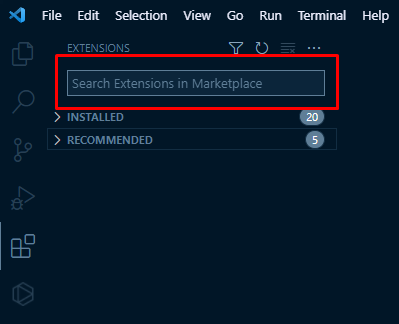 File Edit Selection View Go Run Terminal Help
EXTENSIONS
Search Extensions in Marketplace
INSTALLED 20
RECOMMENDED 5